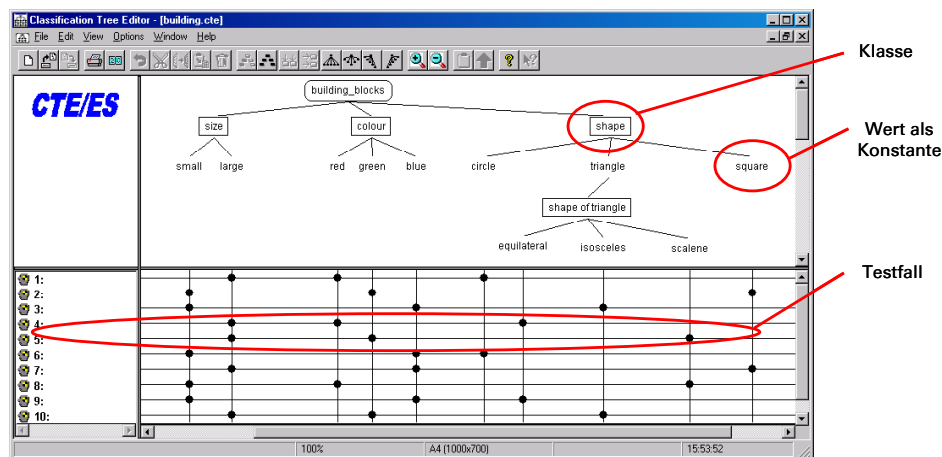 Classification Tree Editor - [building.cte]
File Edit View Options Window Help
CTE/ES
building_blocks
size colour shape
small large red green blue circle triangle square
shape of triangle
equilateral isosceles scalene
1:
2:
3:
4:
5:
6:
7:
8:
9:
10:
100% A4 (1000x700) 15:53:52
Klasse
Wert als
Konstante
Testfall